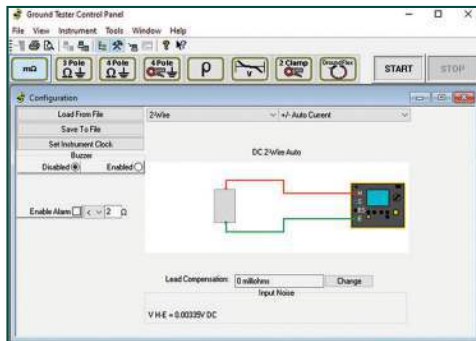 Ground Tester Control Panel
File View Instrument Tools Window Help
mΩ 3 Pole Ω 4 Pole Ω 4 Pole ρ V 2 Clamp GroundFlex START STOP
Configuration
Load From File
2-Wire +/- Auto Current
Save To File
Set Instrument Clock
Buzzer
Disabled Enabled
DC 2-Wire Auto
Enable Alarm < 2 Ω
H
S
E
Lead Compensation: 0 milliohms Change
Input Noise
V H-E = 0.00335V DC